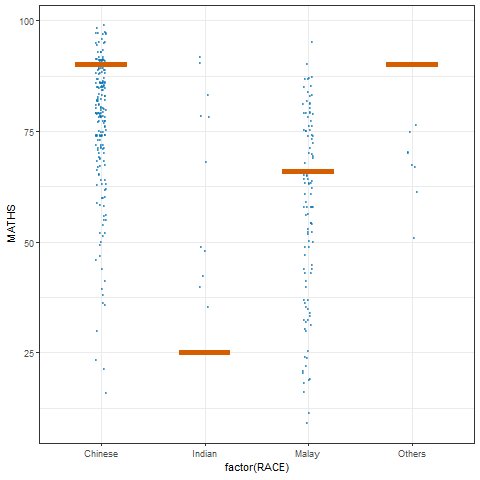 100
75
50
25
MATHS
Chinese
Indian
Malay
Others
factor(RACE)